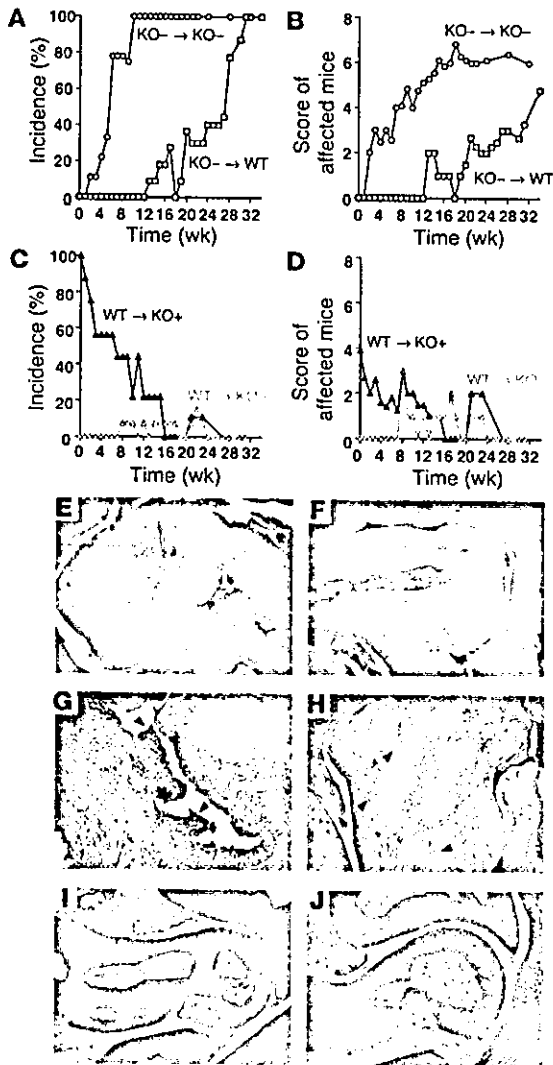 A
B
100
80
60
40
20
0
Incidence (%)
KO– → KO–
KO– → WT
0 4 6 8 12 16 20 24 28 32
Time (wk)
8
6
4
2
0
Score of
affected mice
KO– → KO–
KO– → WT
0 4 8 12 16 20 24 28 32
Time (wk)
C
D
100
80
60
20
0
Incidence (%)
WT → KO+
0 4 8 12 16 20 24 28 32
Time (wk)
8
6
4
2
0
Score of
affected mice
WT → KO+
0 4 8 12 16 20 24 28 32
Time (wk)
E
F
G
H
I
J